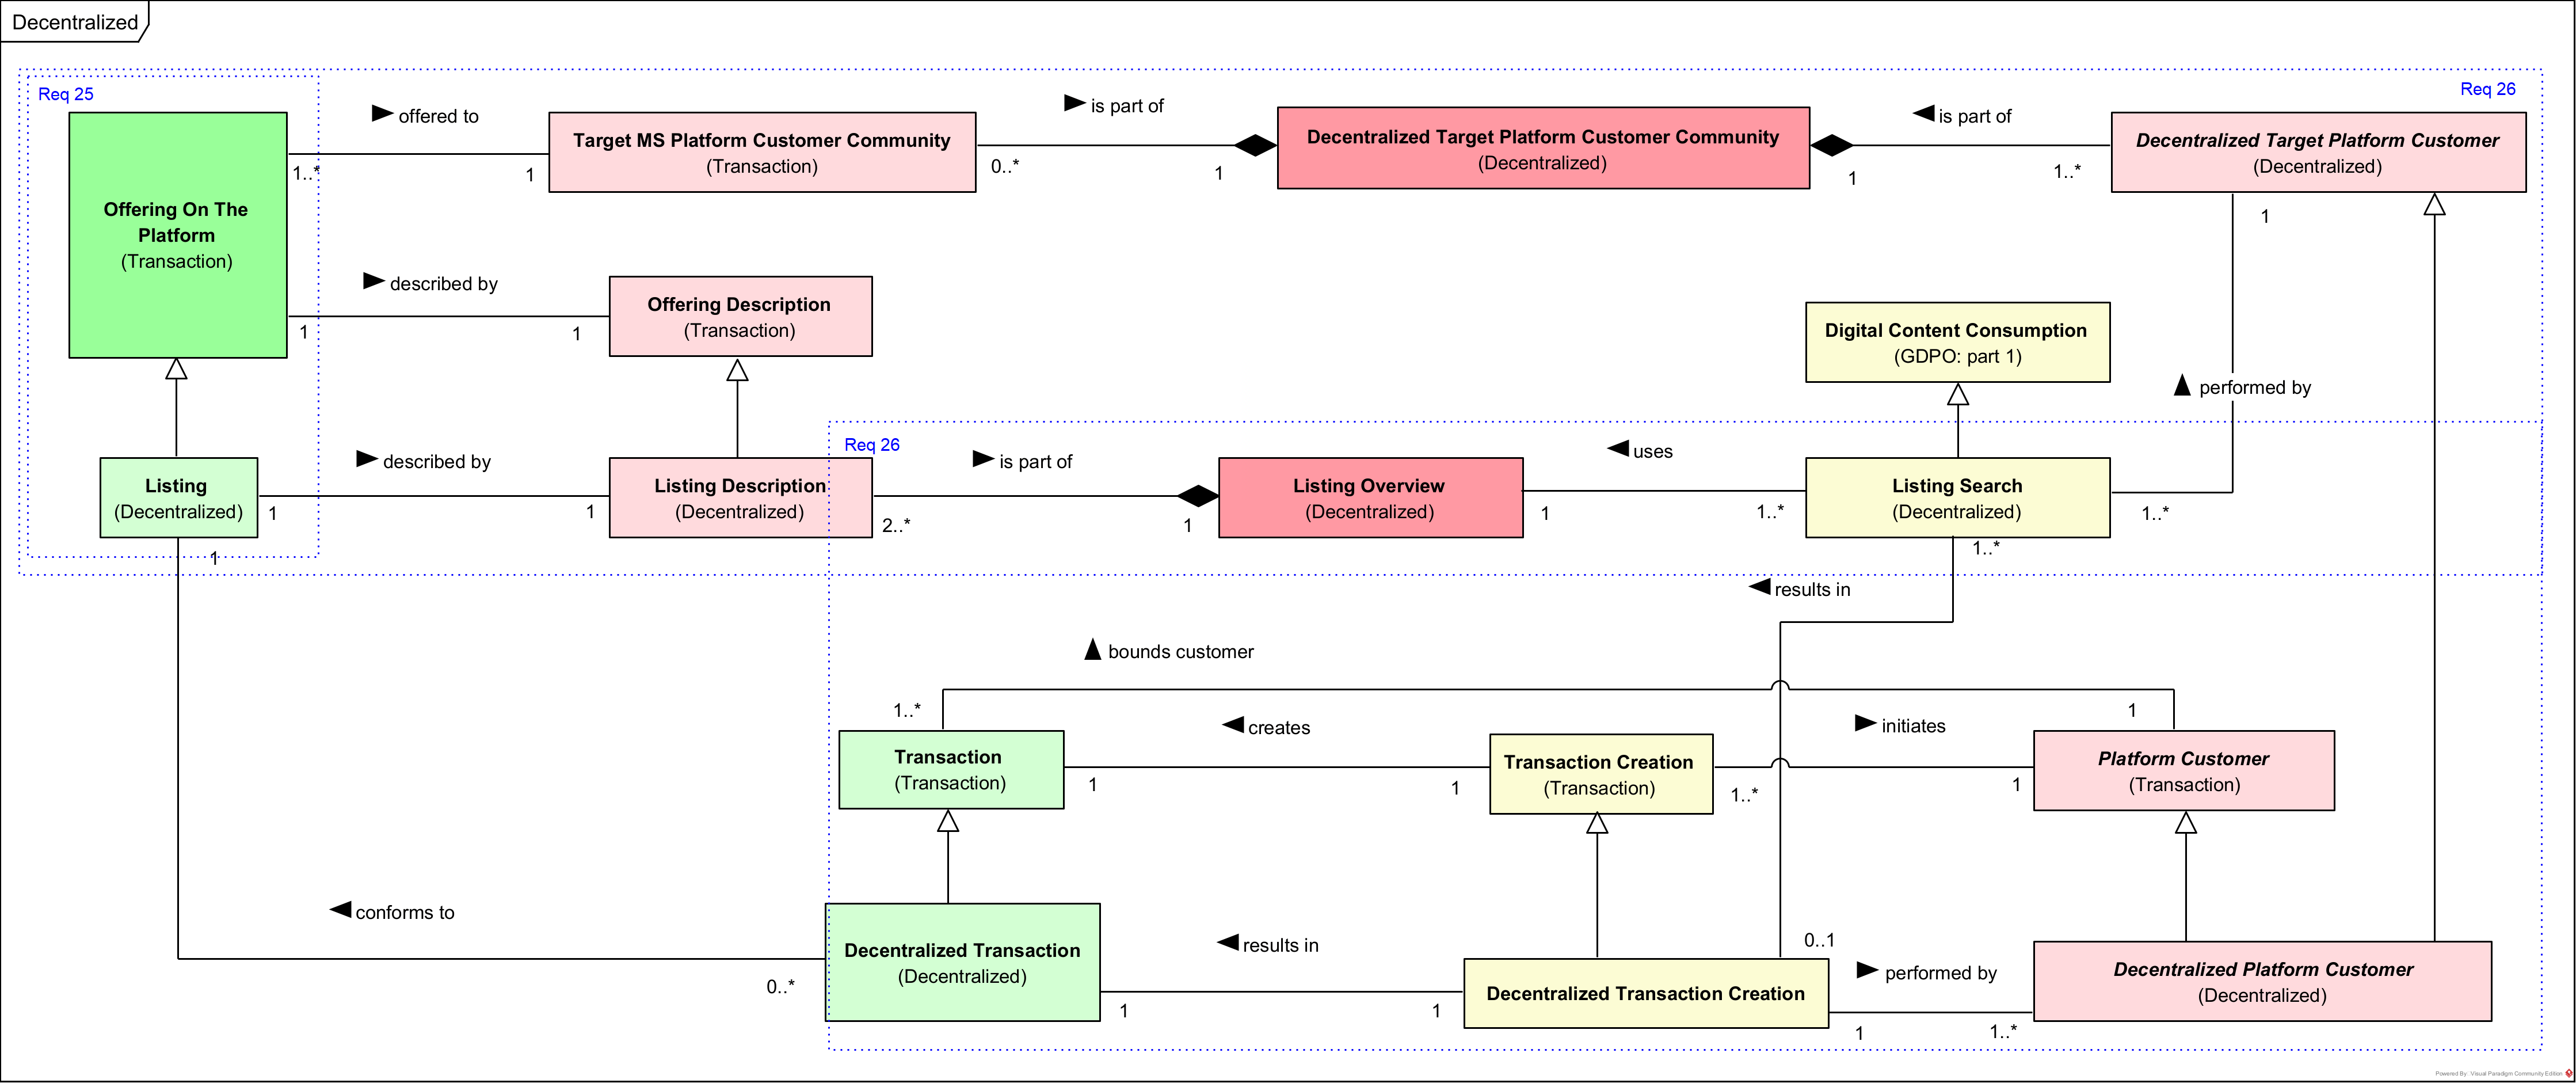 Decentralized
Req 25
Req 26
offered to
is part of
is part of
Offering On The
Platform
(Transaction)
Target MS Platform Customer Community
(Transaction)
Decentralized Target Platform Customer Community
(Decentralized)
Decentralized Target Platform Customer
(Decentralized)
1..*
1
0..*
1
1
1..*
1
described by
1
1
Offering Description
(Transaction)
Digital Content Consumption
(GDPO: part 1)
performed by
Req 26
described by
is part of
uses
Listing
(Decentralized)
Listing Description
(Decentralized)
Listing Overview
(Decentralized)
Listing Search
(Decentralized)
1
1
2..*
1
1
1..*
1..*
1
1..*
results in
bounds customer
1..*
1
creates
initiates
Transaction
(Transaction)
Transaction Creation
(Transaction)
Platform Customer
(Transaction)
1
1
1..*
1
conforms to
results in
0..1
performed by
Decentralized Transaction
(Decentralized)
Decentralized Transaction Creation
Decentralized Platform Customer
(Decentralized)
0..*
1
1
1
1..*
Powered By: Visual Paradigm Community Edition